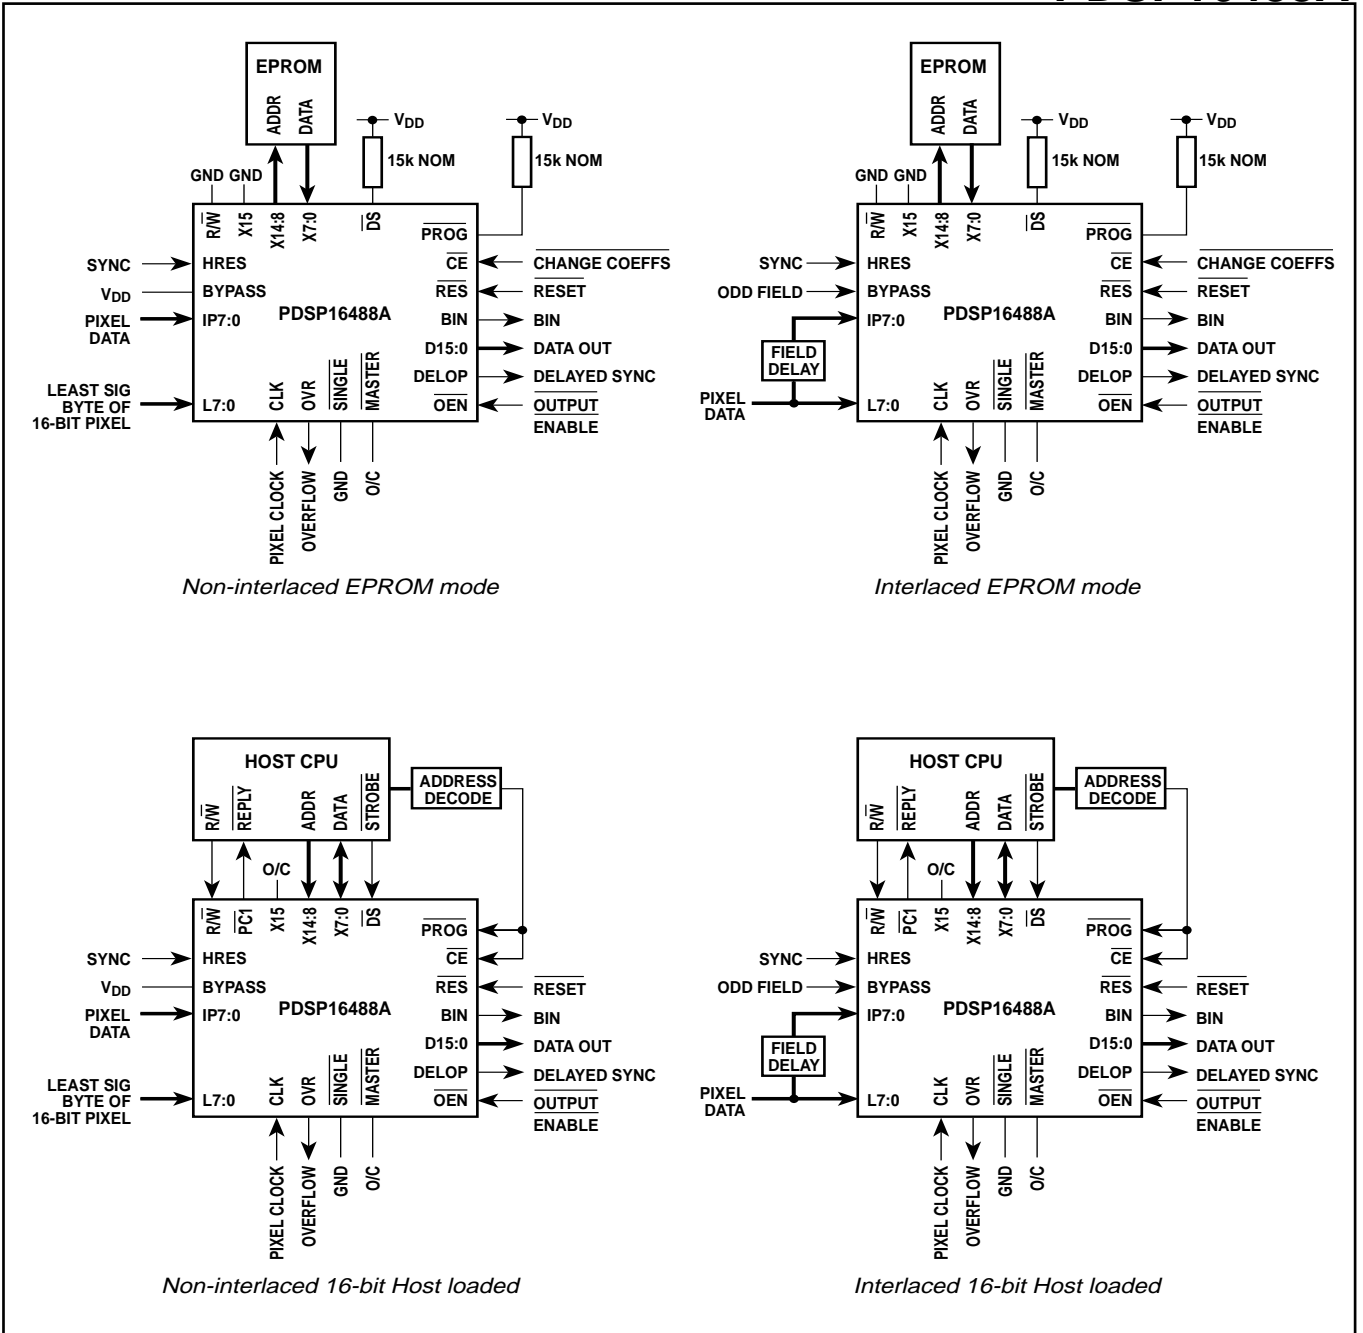 EPROM
ADDR
DATA
VDD
VDD
15k NOM
15k NOM
GND GND
R/W
X15
X14:8
X7:0
DS
PROG
SYNC
HRES
CE
CHANGE COEFFS
VDD
BYPASS
RES
RESET
PIXEL
DATA
IP7:0
PDSP16488A
BIN
BIN
D15:0
DATA OUT
DELOP
DELAYED SYNC
LEAST SIG
BYTE OF
16-BIT PIXEL
L7:0
CLK
OVR
SINGLE
MASTER
OEN
OUTPUT
ENABLE
PIXEL CLOCK
OVERFLOW
GND
O/C
Non-interlaced EPROM mode
EPROM
ADDR
DATA
VDD
VDD
15k NOM
15k NOM
GND GND
R/W
X15
X14:8
X7:0
DS
PROG
SYNC
HRES
CE
CHANGE COEFFS
ODD FIELD
BYPASS
RES
RESET
IP7:0
PDSP16488A
BIN
BIN
FIELD
DELAY
D15:0
DATA OUT
DELOP
DELAYED SYNC
PIXEL
DATA
L7:0
CLK
OVR
SINGLE
MASTER
OEN
OUTPUT
ENABLE
PIXEL CLOCK
OVERFLOW
GND
O/C
Interlaced EPROM mode
HOST CPU
ADDRESS
DECODE
R/W
REPLY
ADDR
DATA
STROBE
O/C
R/W
PC1
X15
X14:8
X7:0
DS
PROG
SYNC
HRES
CE
VDD
BYPASS
RES
RESET
PIXEL
DATA
IP7:0
PDSP16488A
BIN
BIN
D15:0
DATA OUT
DELOP
DELAYED SYNC
LEAST SIG
BYTE OF
16-BIT PIXEL
L7:0
CLK
OVR
SINGLE
MASTER
OEN
OUTPUT
ENABLE
PIXEL CLOCK
OVERFLOW
GND
O/C
Non-interlaced 16-bit Host loaded
HOST CPU
ADDRESS
DECODE
R/W
REPLY
ADDR
DATA
STROBE
O/C
R/W
PC1
X15
X14:8
X7:0
DS
PROG
SYNC
HRES
CE
ODD FIELD
BYPASS
RES
RESET
IP7:0
PDSP16488A
BIN
BIN
FIELD
DELAY
D15:0
DATA OUT
DELOP
DELAYED SYNC
PIXEL
DATA
L7:0
CLK
OVR
SINGLE
MASTER
OEN
OUTPUT
ENABLE
PIXEL CLOCK
OVERFLOW
GND
O/C
Interlaced 16-bit Host loaded